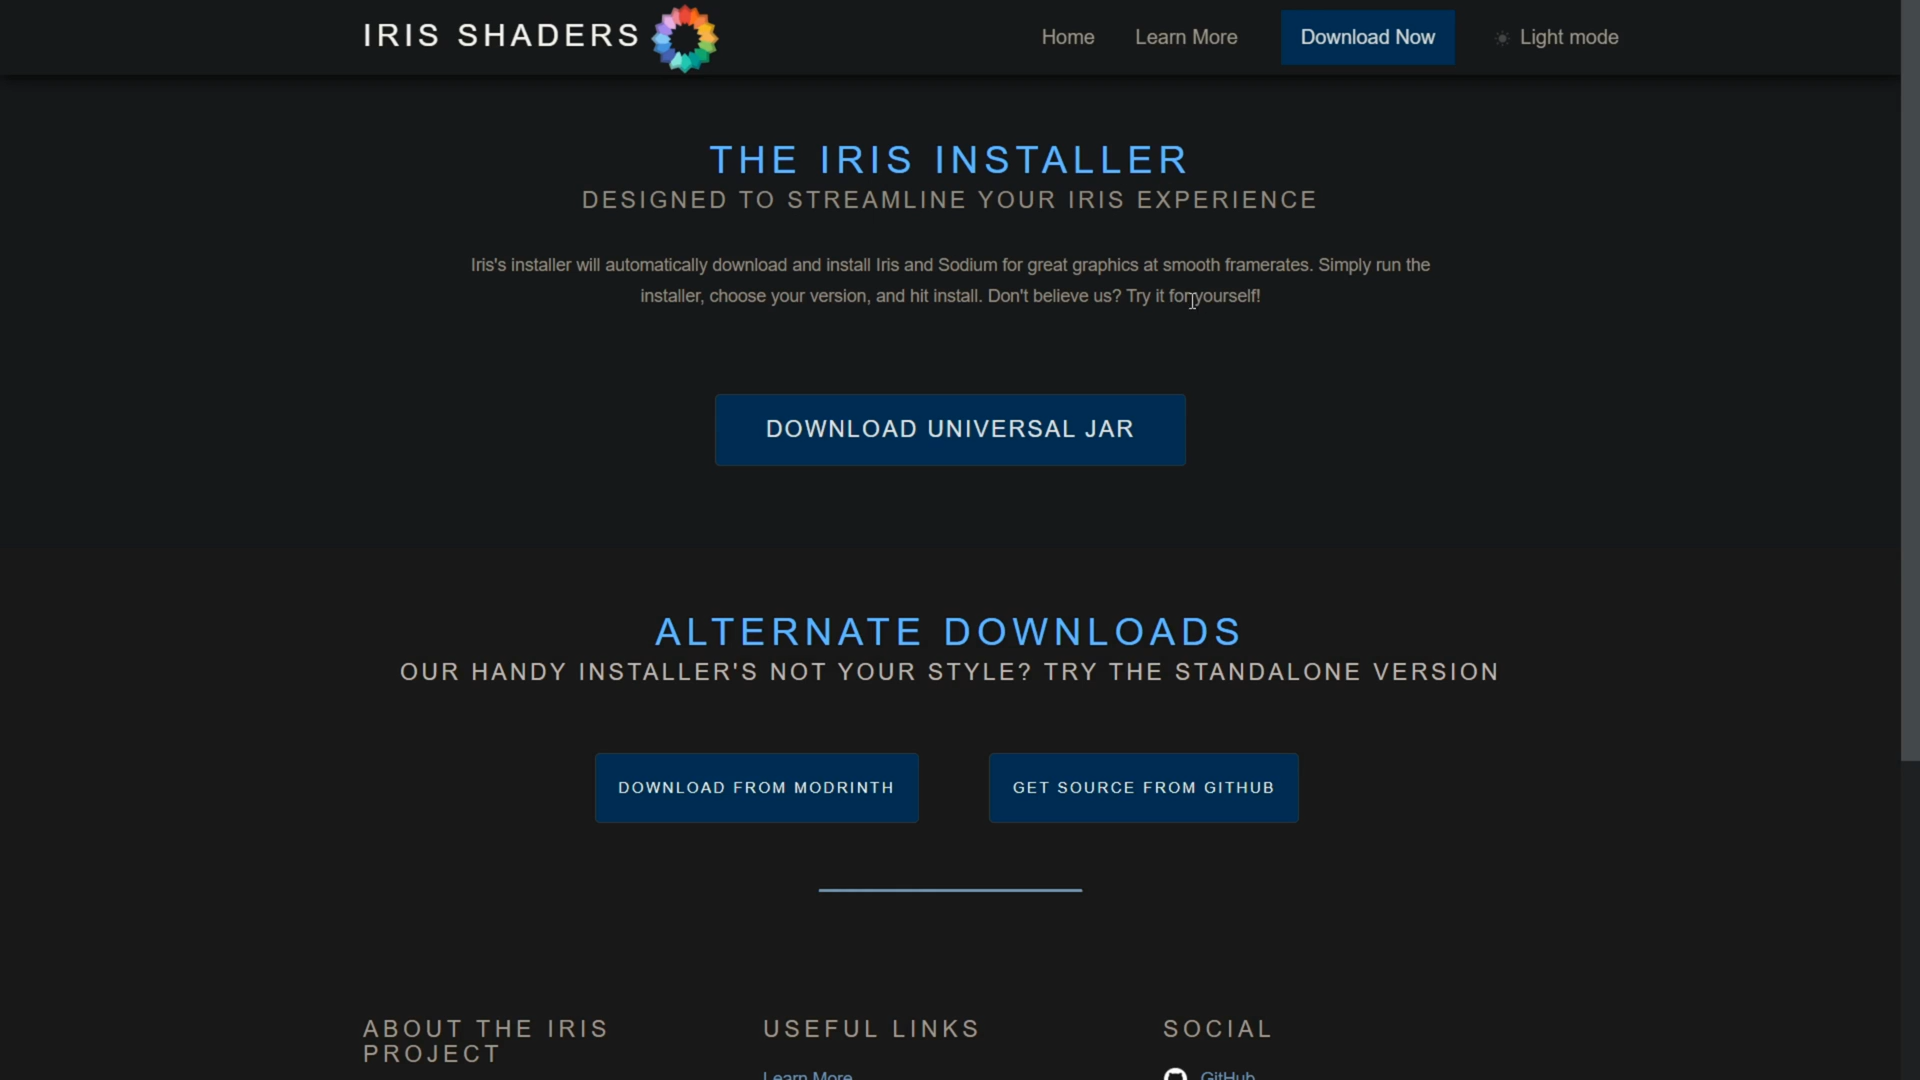 IRIS SHADERS
Home
Learn More
Download Now
Light mode
THE IRIS INSTALLER
DESIGNED TO STREAMLINE YOUR IRIS EXPERIENCE
Iris's installer will automatically download and install Iris and Sodium for great graphics at smooth framerates. Simply run the
installer, choose your version, and hit install. Don't believe us? Try it for yourself!
DOWNLOAD UNIVERSAL JAR
ALTERNATE DOWNLOADS
OUR HANDY INSTALLER'S NOT YOUR STYLE? TRY THE STANDALONE VERSION
DOWNLOAD FROM MODRINTH
GET SOURCE FROM GITHUB
ABOUT THE IRIS
PROJECT
USEFUL LINKS
Learn More
SOCIAL
GitHub